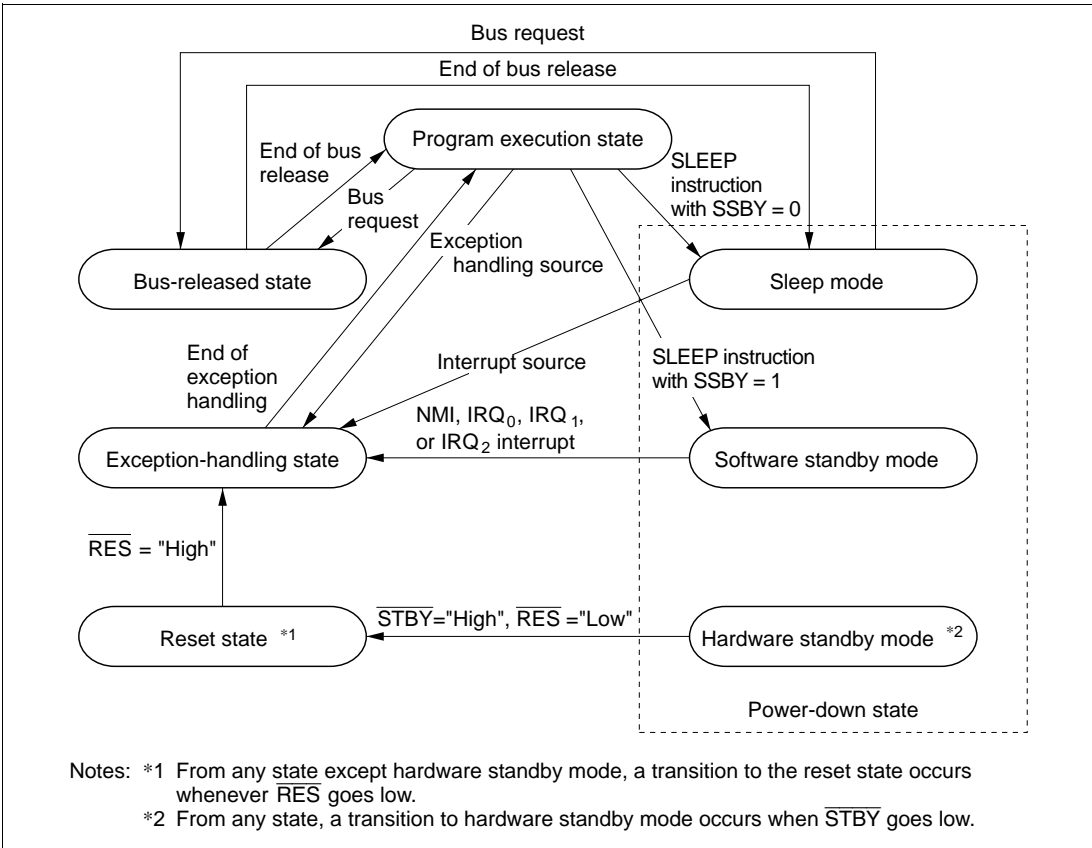 Bus request
End of bus release
Program execution state
End of bus
release
Bus
request
SLEEP
instruction
with SSBY = 0
Exception
handling source
Bus-released state
Sleep mode
End of
exception
handling
Interrupt source
SLEEP instruction
with SSBY = 1
NMI, IRQ₀, IRQ₁,
or IRQ₂ interrupt
Exception-handling state
Software standby mode
R̅E̅S̅ = "High"
S̅T̅B̅Y̅="High", R̅E̅S̅ ="Low"
Reset state *1
Hardware standby mode *2
Power-down state
Notes: *1 From any state except hardware standby mode, a transition to the reset state occurs
whenever R̅E̅S̅ goes low.
*2 From any state, a transition to hardware standby mode occurs when S̅T̅B̅Y̅ goes low.